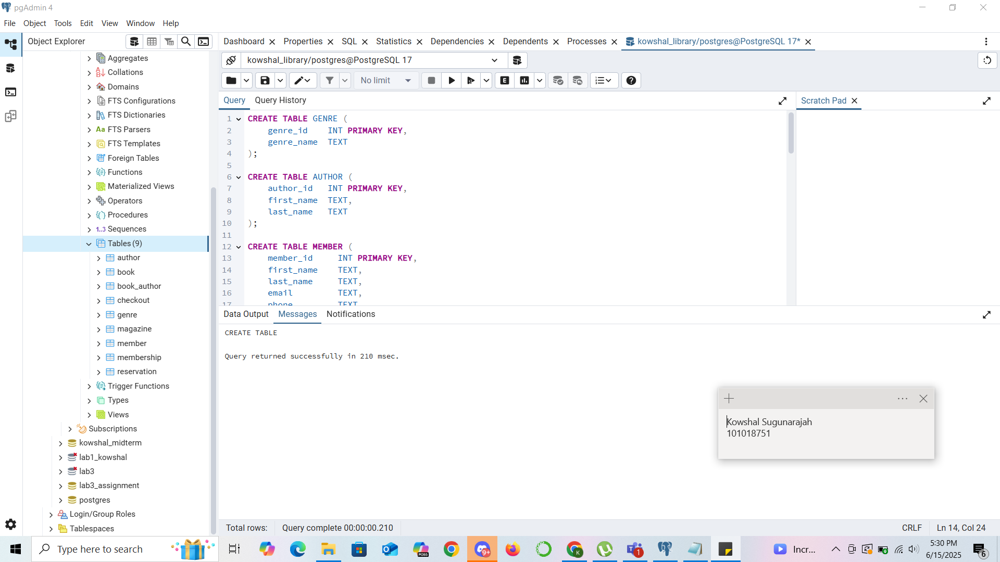 pgAdmin 4
File Object Tools Edit View Window Help
Object Explorer
Dashboard Properties SQL Statistics Dependencies Dependents Processes kowshal_library/postgres@PostgreSQL 17*
Aggregates
Collations
Domains
FTS Configurations
FTS Dictionaries
FTS Parsers
FTS Templates
Foreign Tables
Functions
Materialized Views
Operators
Procedures
1..3 Sequences
Tables (9)
author
book
book_author
checkout
genre
magazine
member
membership
reservation
Trigger Functions
Types
Views
Subscriptions
kowshal_midterm
lab1_kowshal
lab3
lab3_assignment
postgres
Login/Group Roles
Tablespaces
kowshal_library/postgres@PostgreSQL 17
No limit
Query Query History
Scratch Pad
1 CREATE TABLE GENRE (
2 genre_id INT PRIMARY KEY,
3 genre_name TEXT
4 );
5
6 CREATE TABLE AUTHOR (
7 author_id INT PRIMARY KEY,
8 first_name TEXT,
9 last_name TEXT
10 );
11
12 CREATE TABLE MEMBER (
13 member_id INT PRIMARY KEY,
14 first_name TEXT,
15 last_name TEXT,
16 email TEXT,
17 phone TEXT
Data Output Messages Notifications
CREATE TABLE
Query returned successfully in 210 msec.
Kowshal Sugunarajah
101018751
Total rows: Query complete 00:00:00.210 CRLF Ln 14, Col 24
Type here to search
M365
9+
K
1
Incr...
5:30 PM
6/15/2025
6